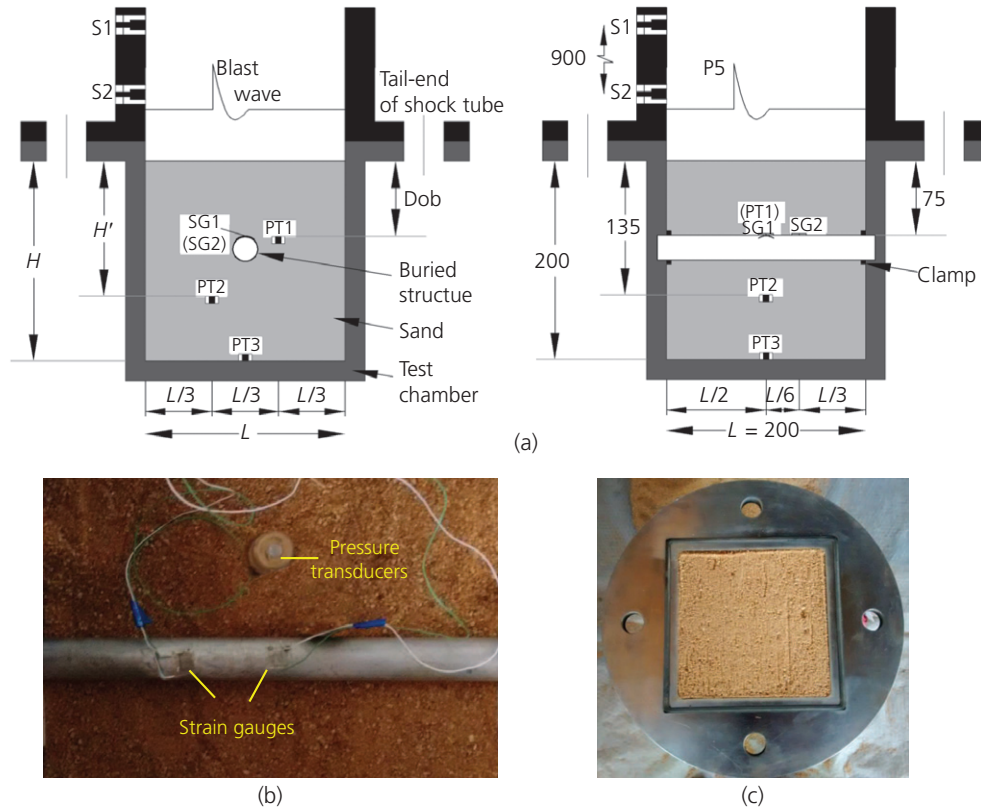 S1
S2
Blast
wave
Tail-end
of shock tube
Dob
H′
H
SG1
(SG2)
PT1
PT2
PT3
Buried
structue
Sand
Test
chamber
L/3
L/3
L/3
L
S1
900
S2
P5
135
200
75
(PT1)
SG1
SG2
PT2
PT3
Clamp
L/2
L/6
L/3
L = 200
(a)
Pressure
transducers
Strain gauges
(b)
(c)